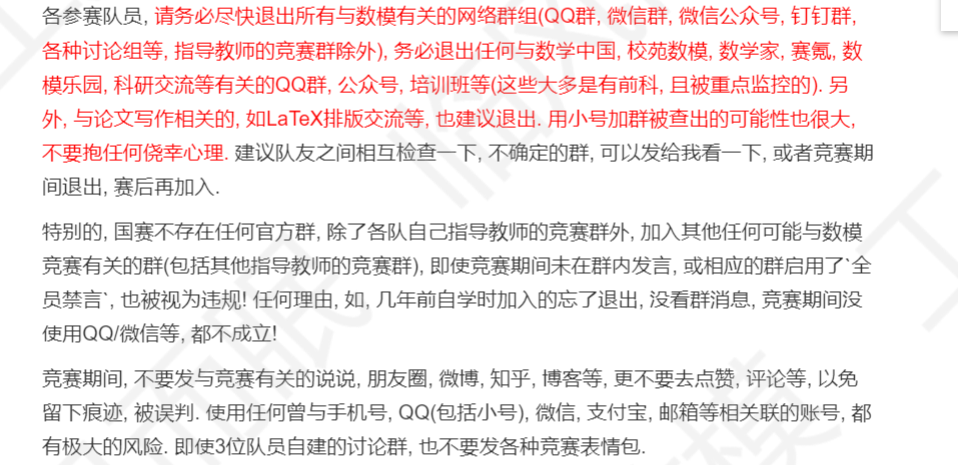 各参赛队员, 请务必尽快退出所有与数模有关的网络群组(QQ群, 微信群, 微信公众号, 钉钉群,
各种讨论组等, 指导教师的竞赛群除外), 务必退出任何与数学中国, 校苑数模, 数学家, 赛氪, 数
模乐园, 科研交流等有关的QQ群, 公众号, 培训班等(这些大多是有前科, 且被重点监控的). 另
外, 与论文写作相关的, 如LaTeX排版交流等, 也建议退出. 用小号加群被查出的可能性也很大,
不要抱任何侥幸心理. 建议队友之间相互检查一下, 不确定的群, 可以发给我看一下, 或者竞赛期
间退出, 赛后再加入.
特别的, 国赛不存在任何官方群, 除了各队自己指导教师的竞赛群外, 加入其他任何可能与数模
竞赛有关的群(包括其他指导教师的竞赛群), 即使竞赛期间未在群内发言, 或相应的群启用了`全
员禁言`, 也被视为违规! 任何理由, 如, 几年前自学时加入的忘了退出, 没看群消息, 竞赛期间没
使用QQ/微信等, 都不成立!
竞赛期间, 不要发与竞赛有关的说说, 朋友圈, 微博, 知乎, 博客等, 更不要去点赞, 评论等, 以免
留下痕迹, 被误判. 使用任何曾与手机号, QQ(包括小号), 微信, 支付宝, 邮箱等相关联的账号, 都
有极大的风险. 即使3位队员自建的讨论群, 也不要发各种竞赛表情包.